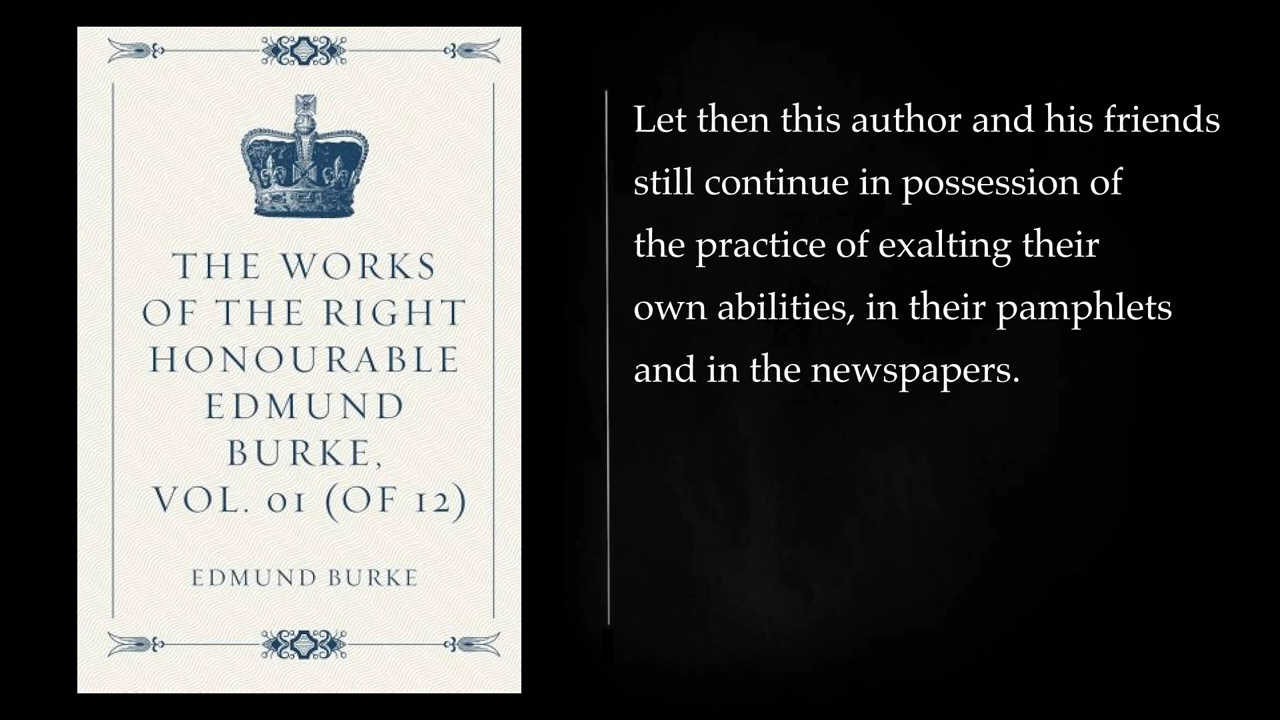 THE WORKS
OF THE RIGHT
HONOURABLE
EDMUND
BURKE,
VOL. 01 (OF 12)
EDMUND BURKE
Let then this author and his friends
still continue in possession of
the practice of exalting their
own abilities, in their pamphlets
and in the newspapers.